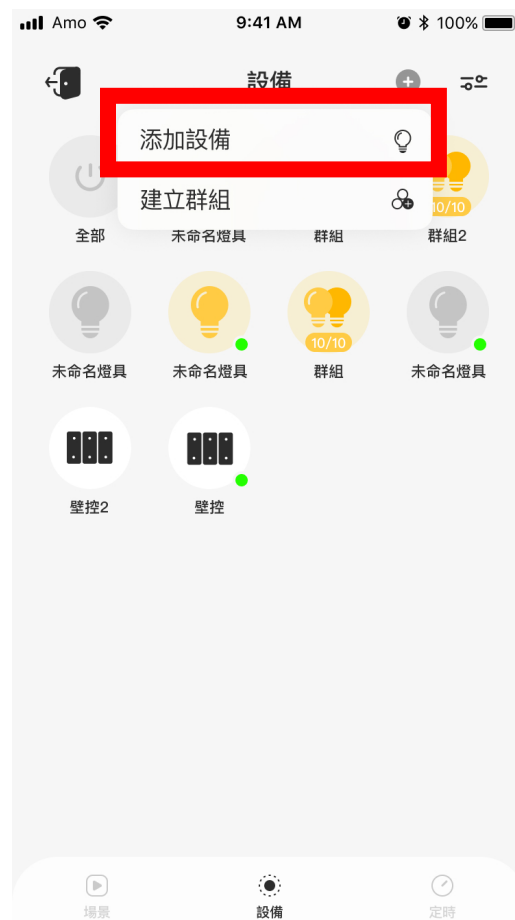 Amo 9:41 AM 100%
設備
添加設備
建立群組
10/10
全部 未命名燈具 群組 群組2
10/10
未命名燈具 未命名燈具 群組 未命名燈具
壁控2 壁控
場景 設備 定時